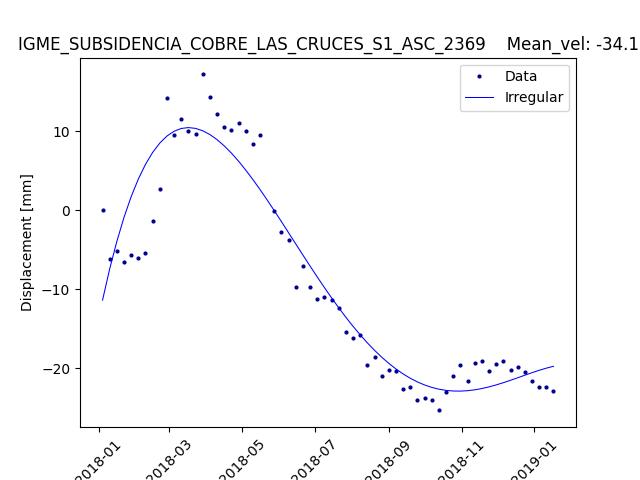 IGME_SUBSIDENCIA_COBRE_LAS_CRUCES_S1_ASC_2369 Mean_vel: -34.1
Data
Irregular
Displacement [mm]
10
0
−10
−20
2018-01
2018-03
2018-05
2018-07
2018-09
2018-11
2019-01